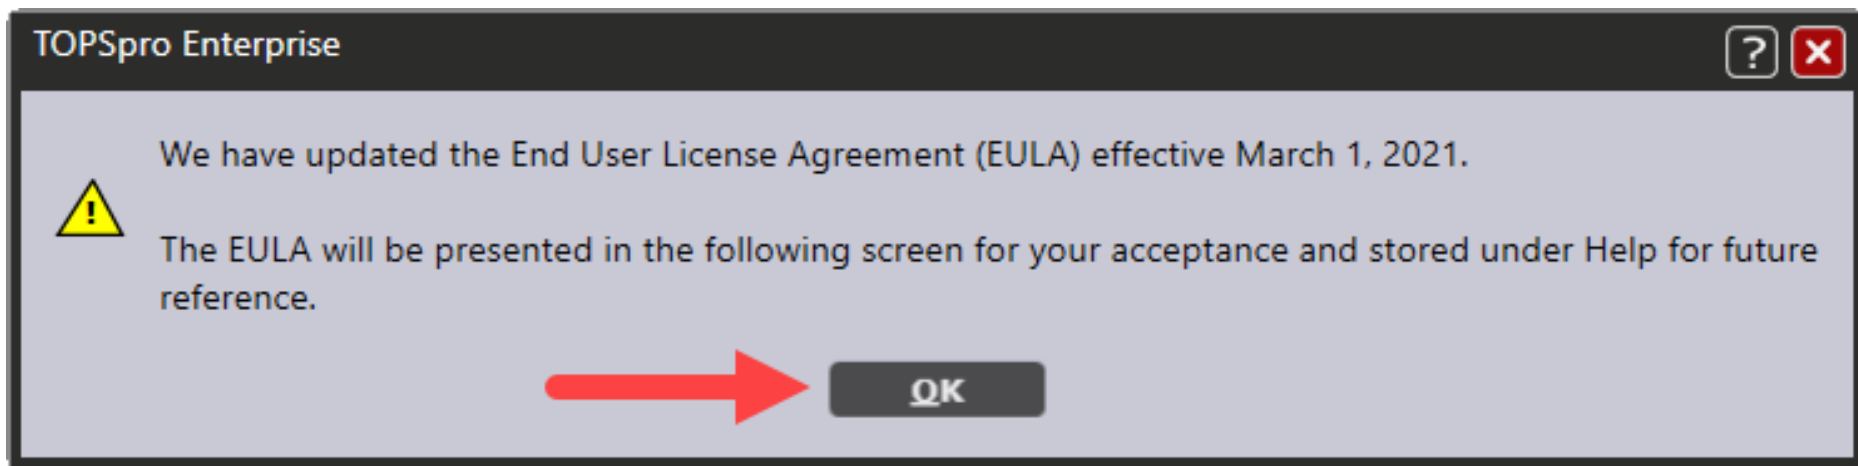 TOPSpro Enterprise
?
We have updated the End User License Agreement (EULA) effective March 1, 2021.
!
The EULA will be presented in the following screen for your acceptance and stored under Help for future
reference.
OK